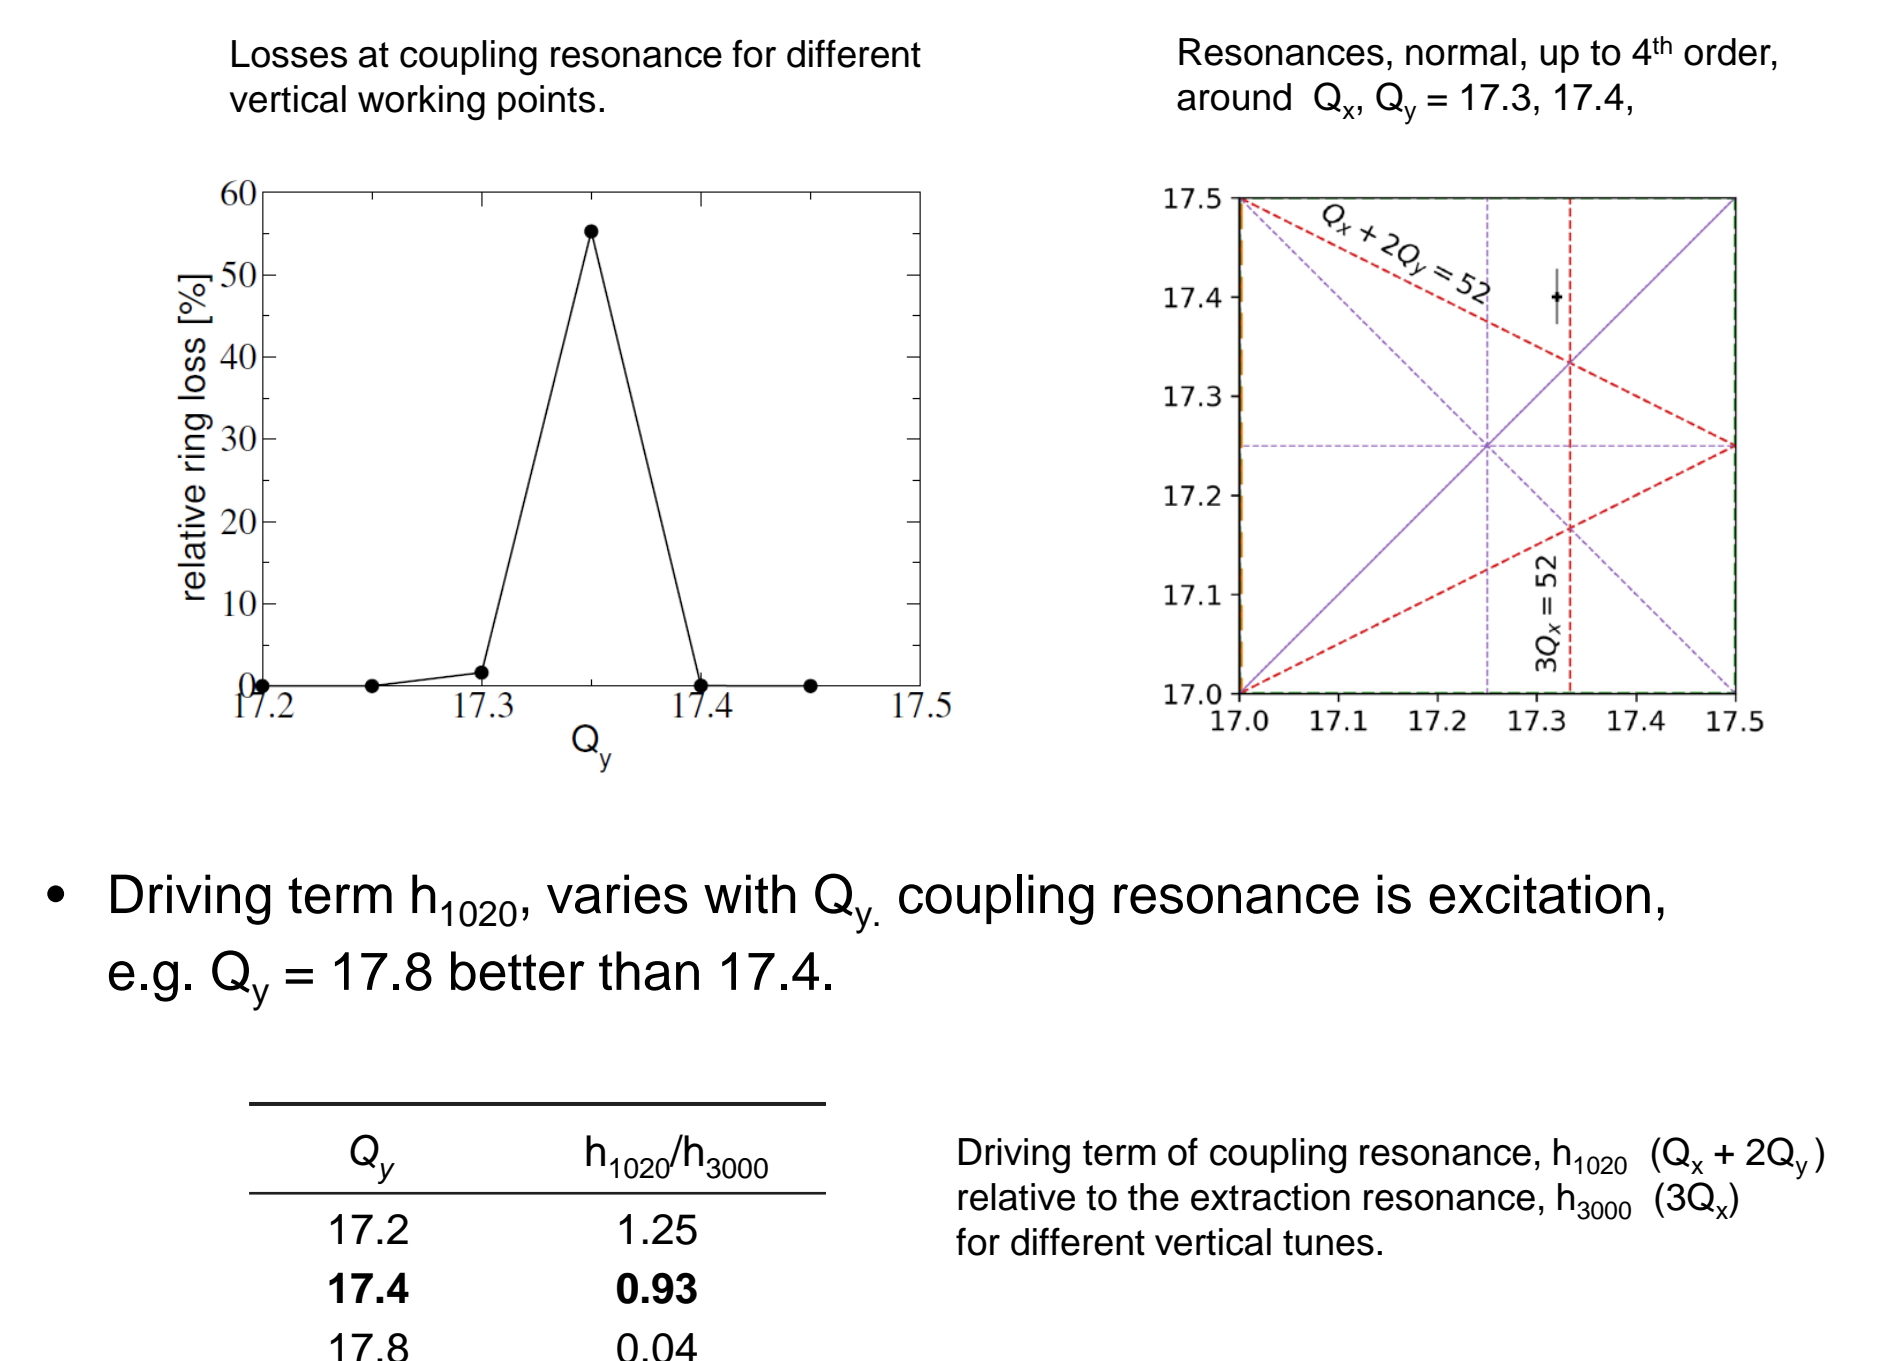 Losses at coupling resonance for different
vertical working points.
Resonances, normal, up to 4th order,
around Qx, Qy = 17.3, 17.4,
60
50
40
30
20
10
0
relative ring loss [%]
17.2 17.3 17.4 17.5
Qy
17.5
17.4
17.3
17.2
17.1
17.0
Qx + 2Qy = 52
3Qx = 52
17.0 17.1 17.2 17.3 17.4 17.5
• Driving term h1020, varies with Qy. coupling resonance is excitation,
e.g. Qy = 17.8 better than 17.4.
Qy h1020/h3000
17.2 1.25
17.4 0.93
17.8 0.04
Driving term of coupling resonance, h1020 (Qx + 2Qy)
relative to the extraction resonance, h3000 (3Qx)
for different vertical tunes.